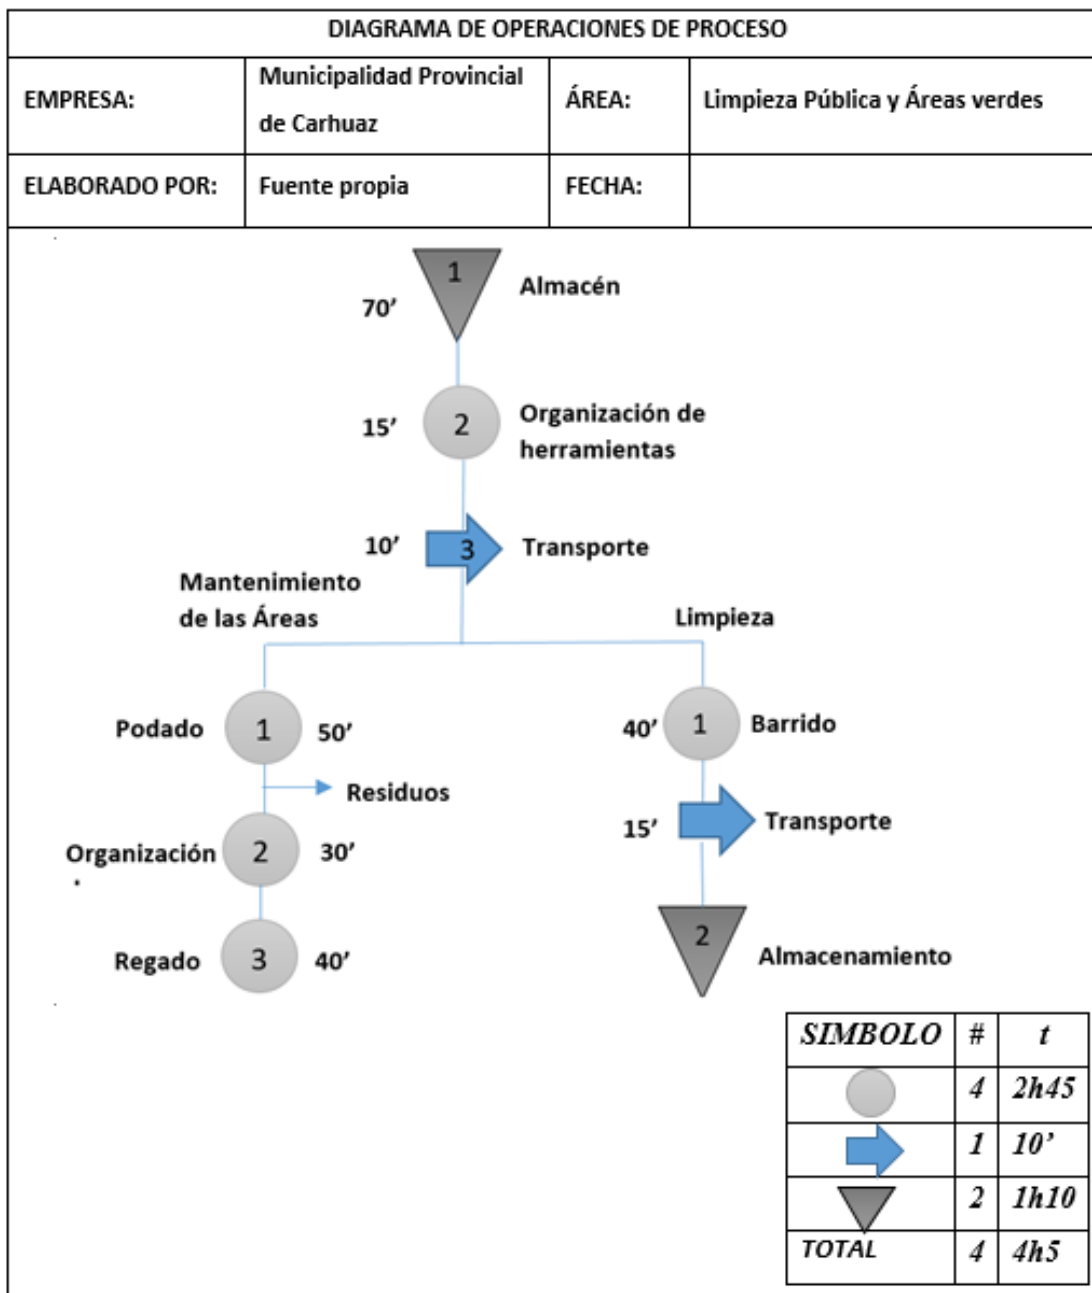 DIAGRAMA DE OPERACIONES DE PROCESO
EMPRESA:
Municipalidad Provincial
de Carhuaz
ÁREA:
Limpieza Pública y Áreas verdes
ELABORADO POR:
Fuente propia
FECHA:
1
Almacén
70’
2
Organización de
herramientas
15’
3
Transporte
10’
Mantenimiento
de las Áreas
Limpieza
Podado
1
50’
Residuos
Organización
2
30’
Regado
3
40’
40’
1
Barrido
15’
Transporte
2
Almacenamiento
SIMBOLO # t
4 2h45
1 10’
2 1h10
TOTAL 4 4h5